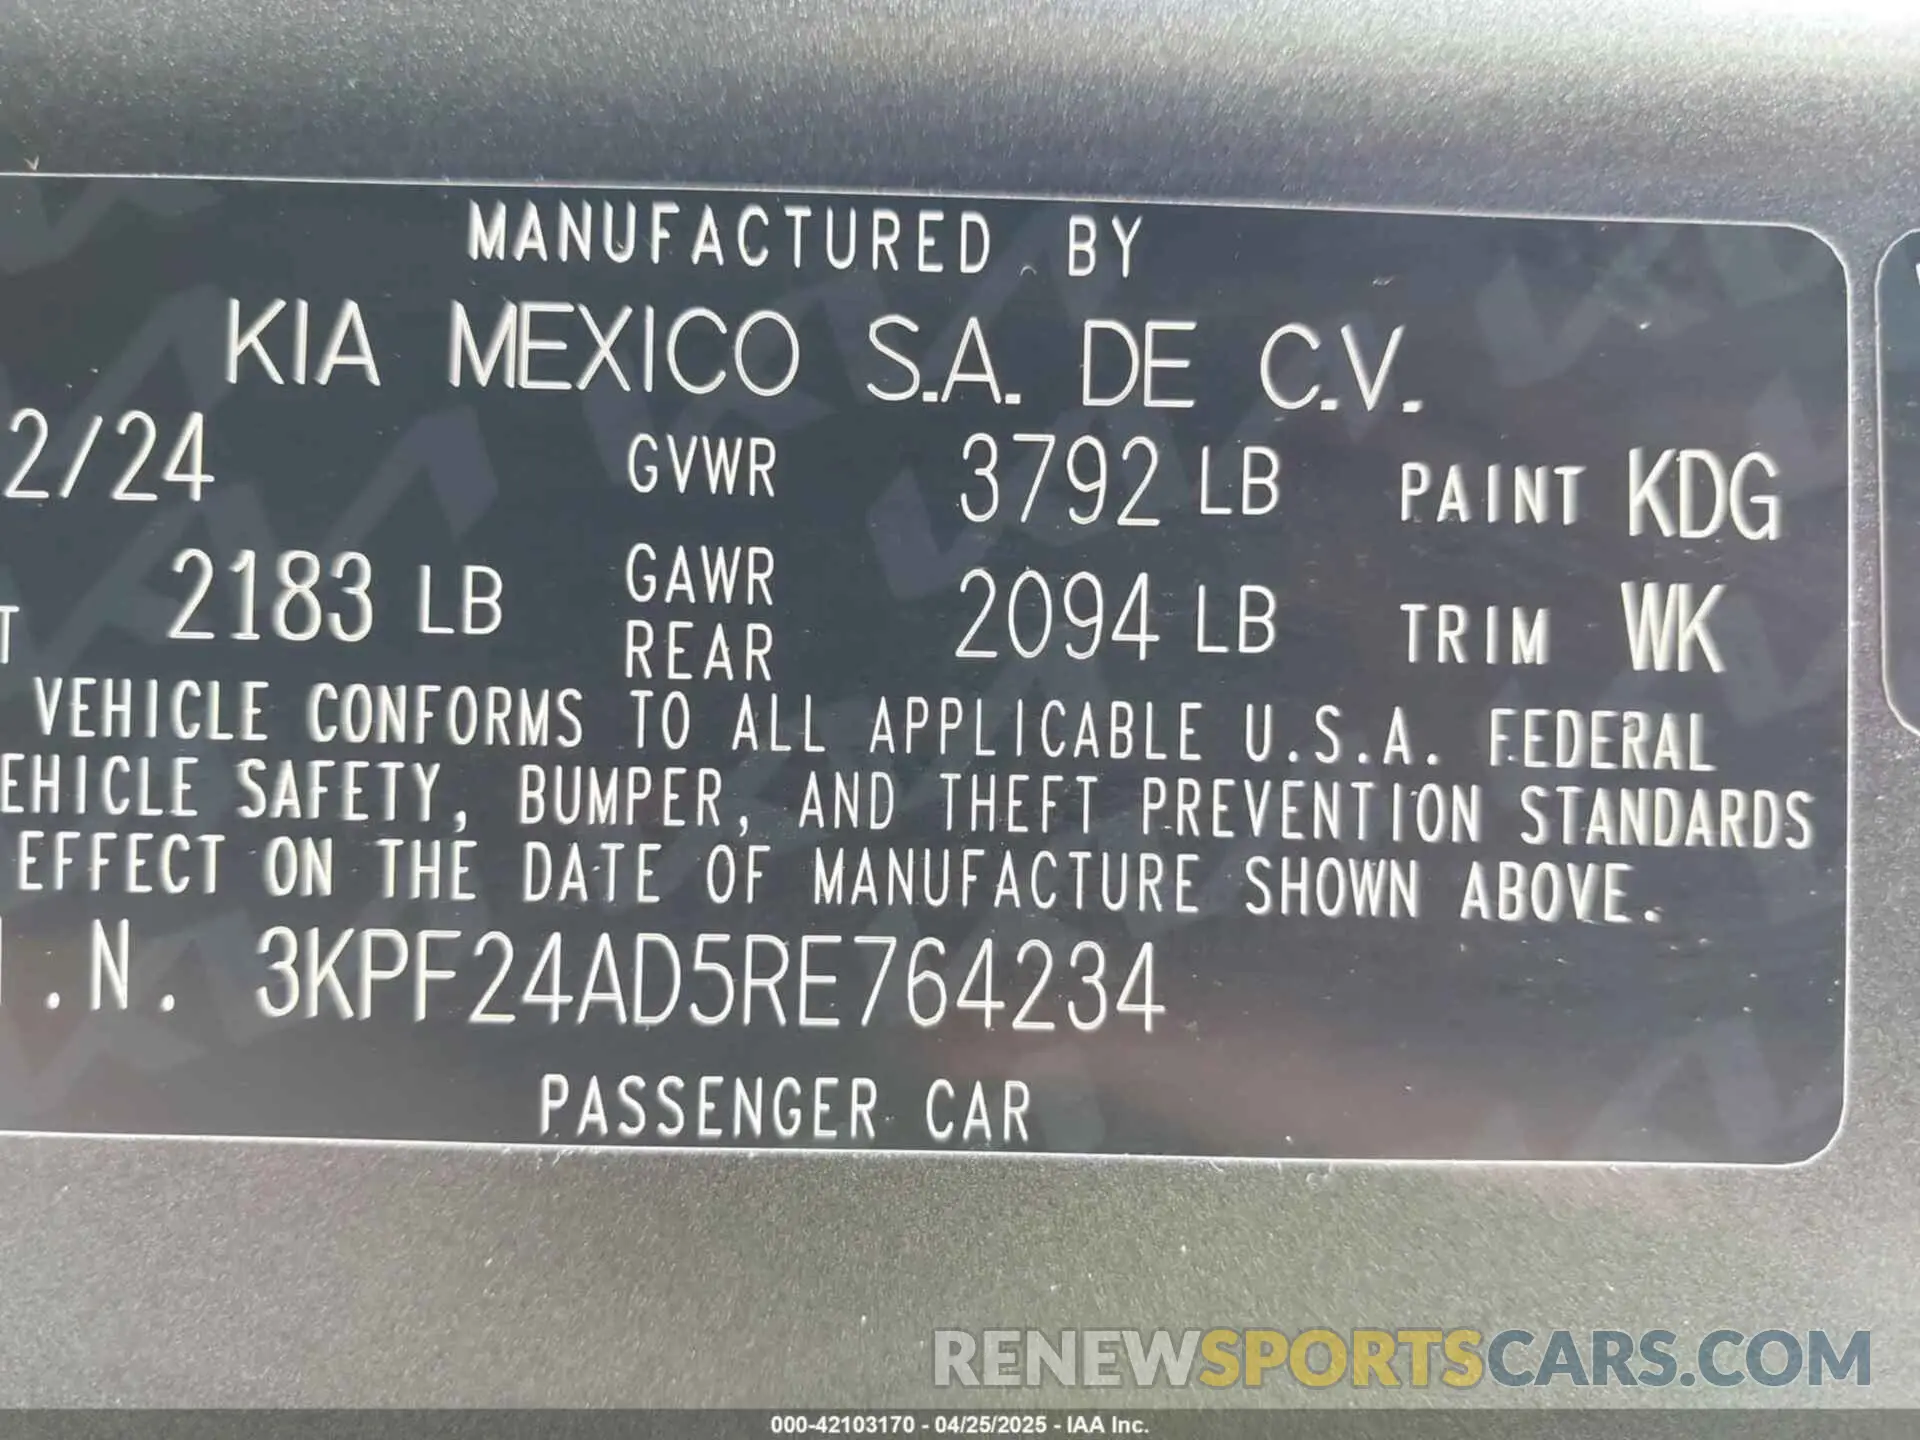 MANUFACTURED BY
KIA MEXICO S.A. DE C.V.
2/24 GVWR 3792 LB PAINT KDG
T 2183 LB GAWR REAR 2094 LB TRIM WK
VEHICLE CONFORMS TO ALL APPLICABLE U.S.A. FEDERAL
EHICLE SAFETY, BUMPER, AND THEFT PREVENTION STANDARDS
EFFECT ON THE DATE OF MANUFACTURE SHOWN ABOVE.
.N. 3KPF24AD5RE764234
PASSENGER CAR
RENEWSPORTSCARS.COM
000-42103170 - 04/25/2025 - IAA Inc.